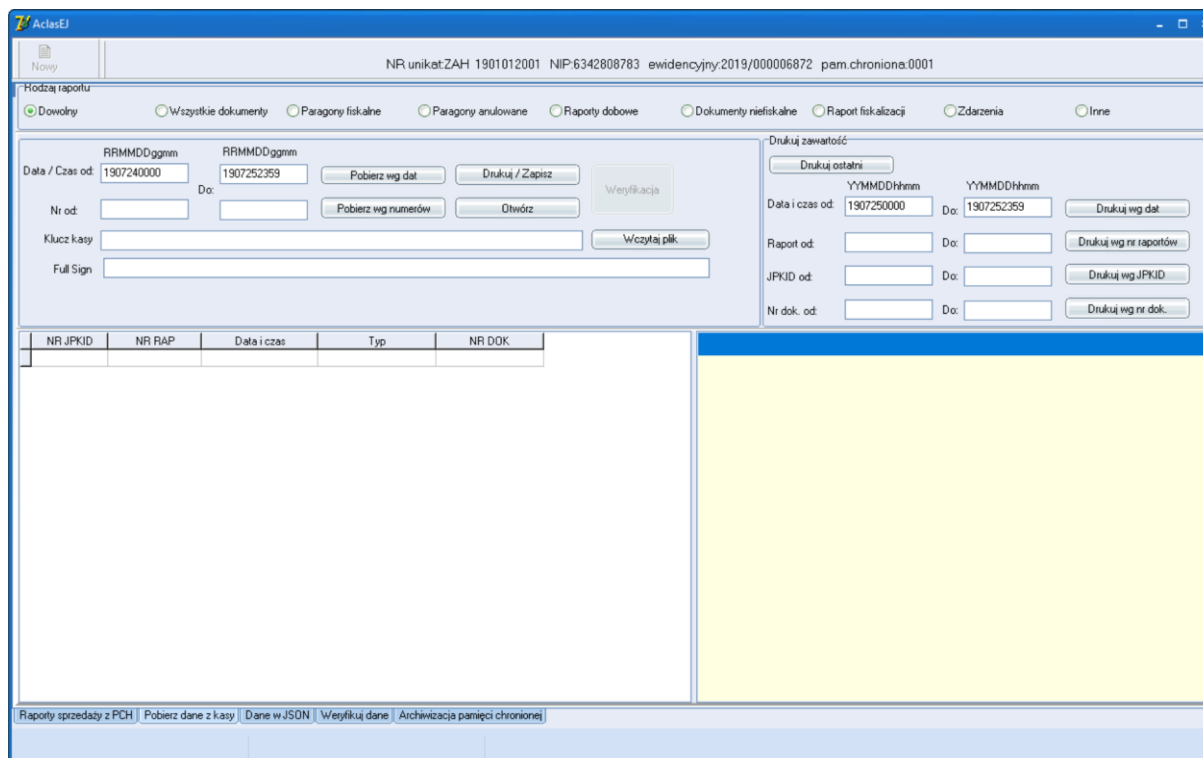 AclasEJ
Nowy
NR unikat:ZAH 1901012001 NIP:6342808783 ewidencyjny:2019/000006872 pam.chroniona:0001
Rodzaj raportu
Dowolny Wszystkie dokumenty Paragony fiskalne Paragony anulowane Raporty dobowe Dokumenty niefiskalne Raport fiskalizacji Zdarzenia Inne
RRMMDDggmm RRMMDDggmm
Data / Czas od: 1907240000 Do: 1907252359 Pobierz wg dat Drukuj / Zapisz Weryfikacja
Nr od: Pobierz wg numerów Otwórz
Klucz kasy Wczytaj plik
Full Sign
Drukuj zawartość
Drukuj ostatni
YYMMDDhhmm YYMMDDhhmm
Data i czas od: 1907250000 Do: 1907252359 Drukuj wg dat
Raport od: Do: Drukuj wg nr raportów
JPKID od: Do: Drukuj wg JPKID
Nr dok. od: Do: Drukuj wg nr dok.
NR JPKID NR RAP Data i czas Typ NR DOK
Raporty sprzedaży z PCH Pobierz dane z kasy Dane w JSON Weryfikuj dane Archiwizacja pamięci chronionej